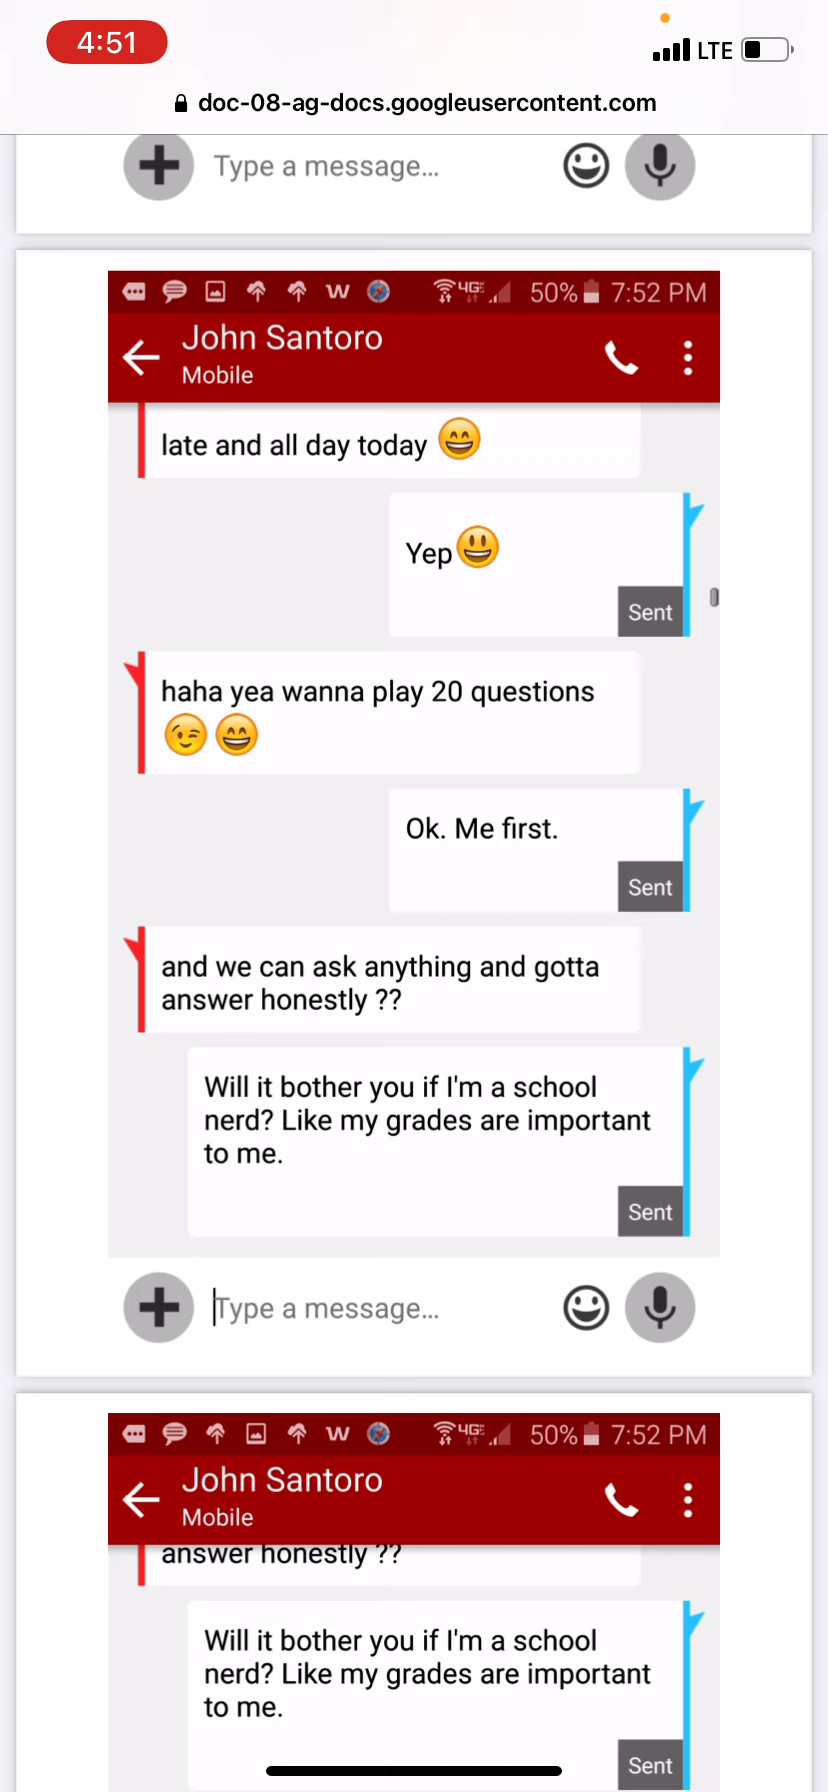 4:51
LTE
doc-08-ag-docs.googleusercontent.com
Type a message...
4G 50% 7:52 PM
John Santoro
Mobile
late and all day today 😄
Yep😃
Sent
haha yea wanna play 20 questions
😉😄
Ok. Me first.
Sent
and we can ask anything and gotta
answer honestly ??
Will it bother you if I'm a school
nerd? Like my grades are important
to me.
Sent
Type a message...
4G 50% 7:52 PM
John Santoro
Mobile
answer honestly ??
Will it bother you if I'm a school
nerd? Like my grades are important
to me.
Sent